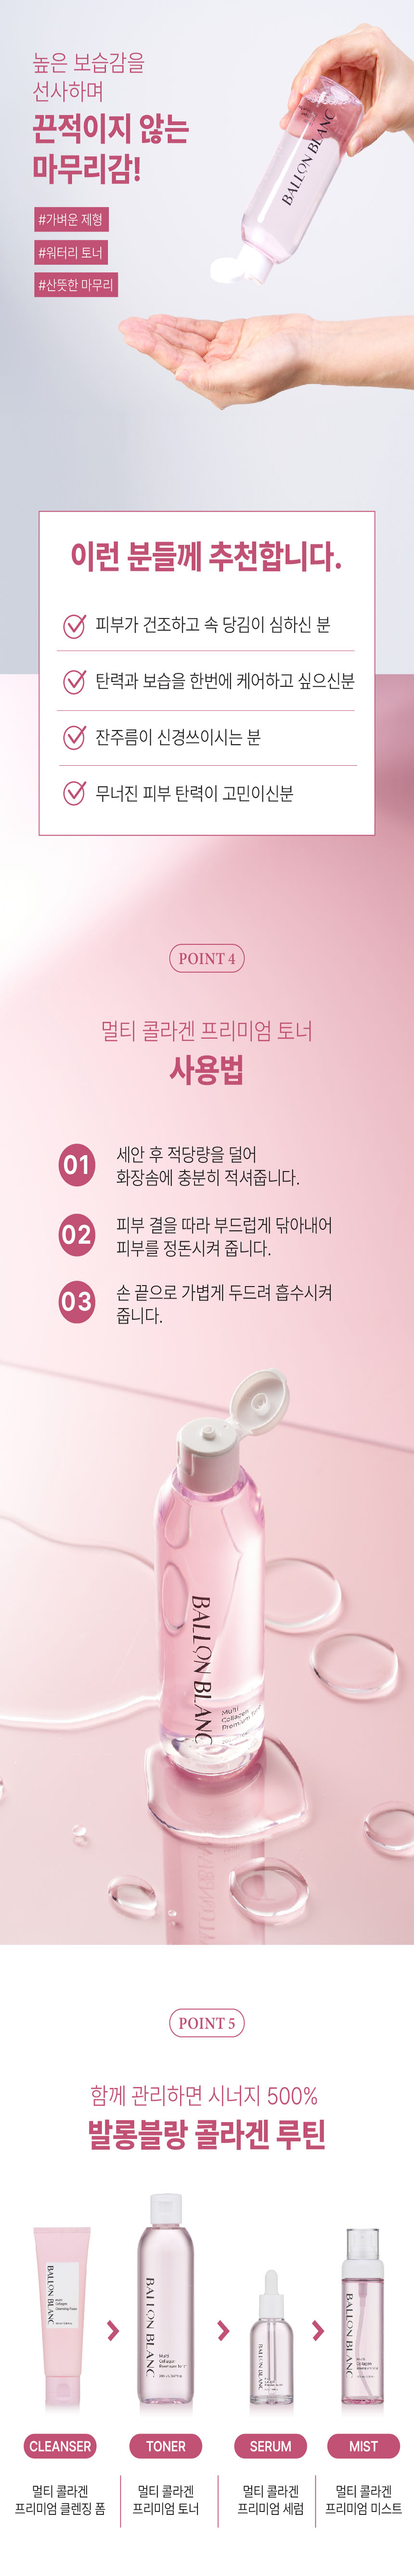 높은 보습감을
선사하며
끈적이지 않는
마무리감!
#가벼운 제형
#워터리 토너
#산뜻한 마무리
BALLON BLANC
이런 분들께 추천합니다.
피부가 건조하고 속 당김이 심하신 분
탄력과 보습을 한번에 케어하고 싶으신분
잔주름이 신경쓰이시는 분
무너진 피부 탄력이 고민이신분
POINT 4
멀티 콜라겐 프리미엄 토너
사용법
01
세안 후 적당량을 덜어
화장솜에 충분히 적셔줍니다.
02
피부 결을 따라 부드럽게 닦아내어
피부를 정돈시켜 줍니다.
03
손 끝으로 가볍게 두드려 흡수시켜
줍니다.
BALLON BLANC
Multi
Collagen
Premium Toner
POINT 5
함께 관리하면 시너지 500%
발롱블랑 콜라겐 루틴
BALLON BLANC
BALLON BLANC
BALLON BLANC
BALLON BLANC
CLEANSER
TONER
SERUM
MIST
멀티 콜라겐
프리미엄 클렌징 폼
멀티 콜라겐
프리미엄 토너
멀티 콜라겐
프리미엄 세럼
멀티 콜라겐
프리미엄 미스트